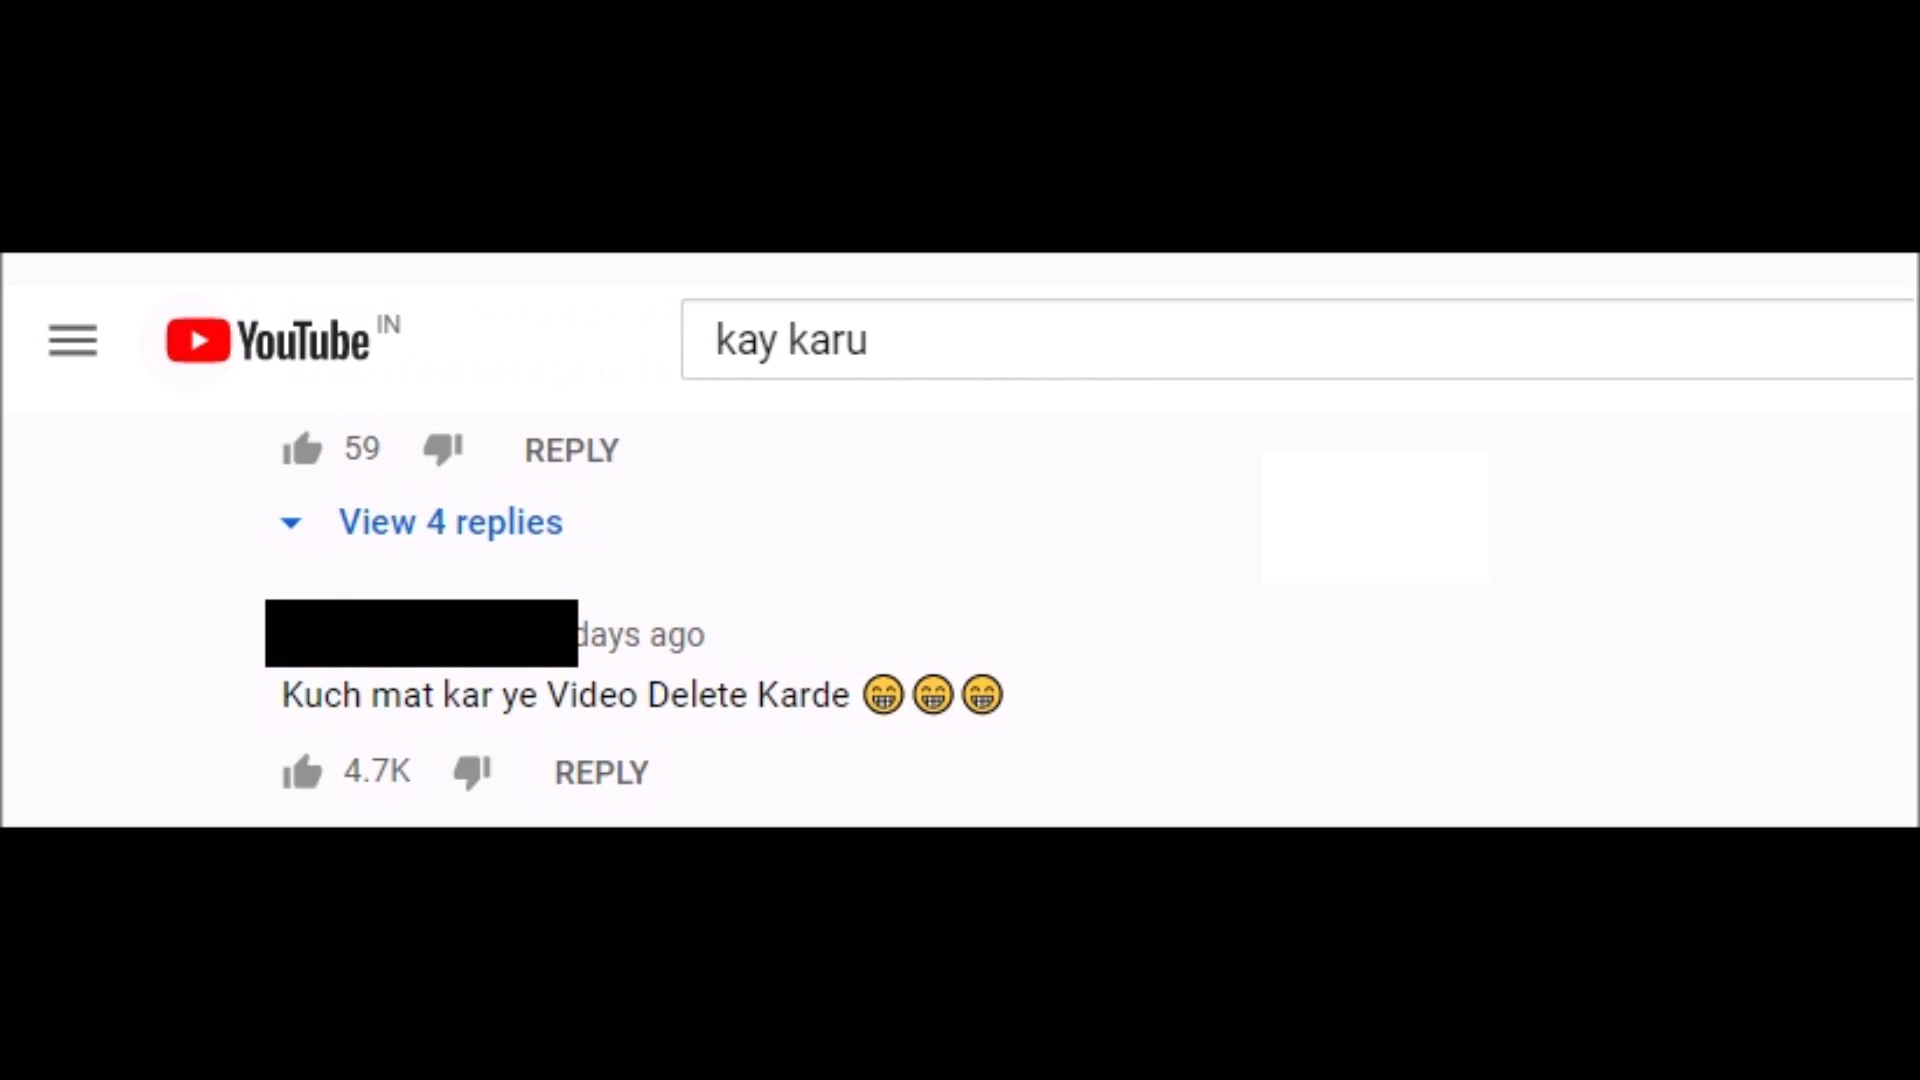 YouTube IN
kay karu
59 REPLY
View 4 replies
days ago
Kuch mat kar ye Video Delete Karde 😁😁😁
4.7K REPLY